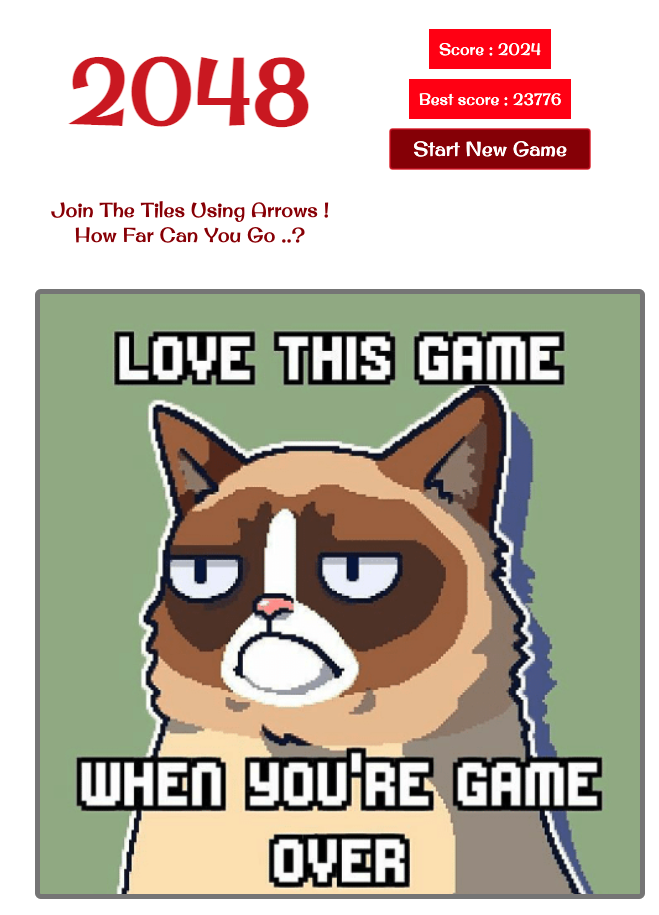 2048
Score : 2024
Best score : 23776
Start New Game
Join The Tiles Using Arrows !
How Far Can You Go ..?
LOVE THIS GAME
WHEN YOU'RE GAME
OVER